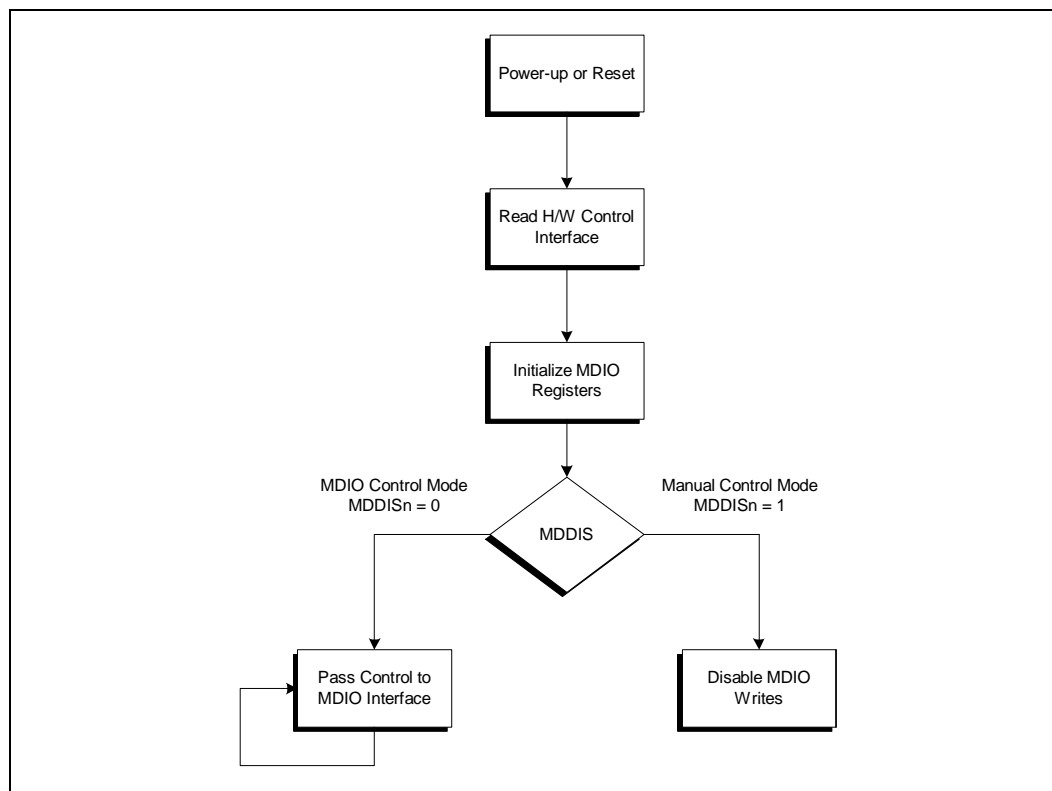 Power-up or Reset
Read H/W Control
Interface
Initialize MDIO
Registers
MDIO Control Mode
MDDISn = 0
Manual Control Mode
MDDISn = 1
MDDIS
Pass Control to
MDIO Interface
Disable MDIO
Writes